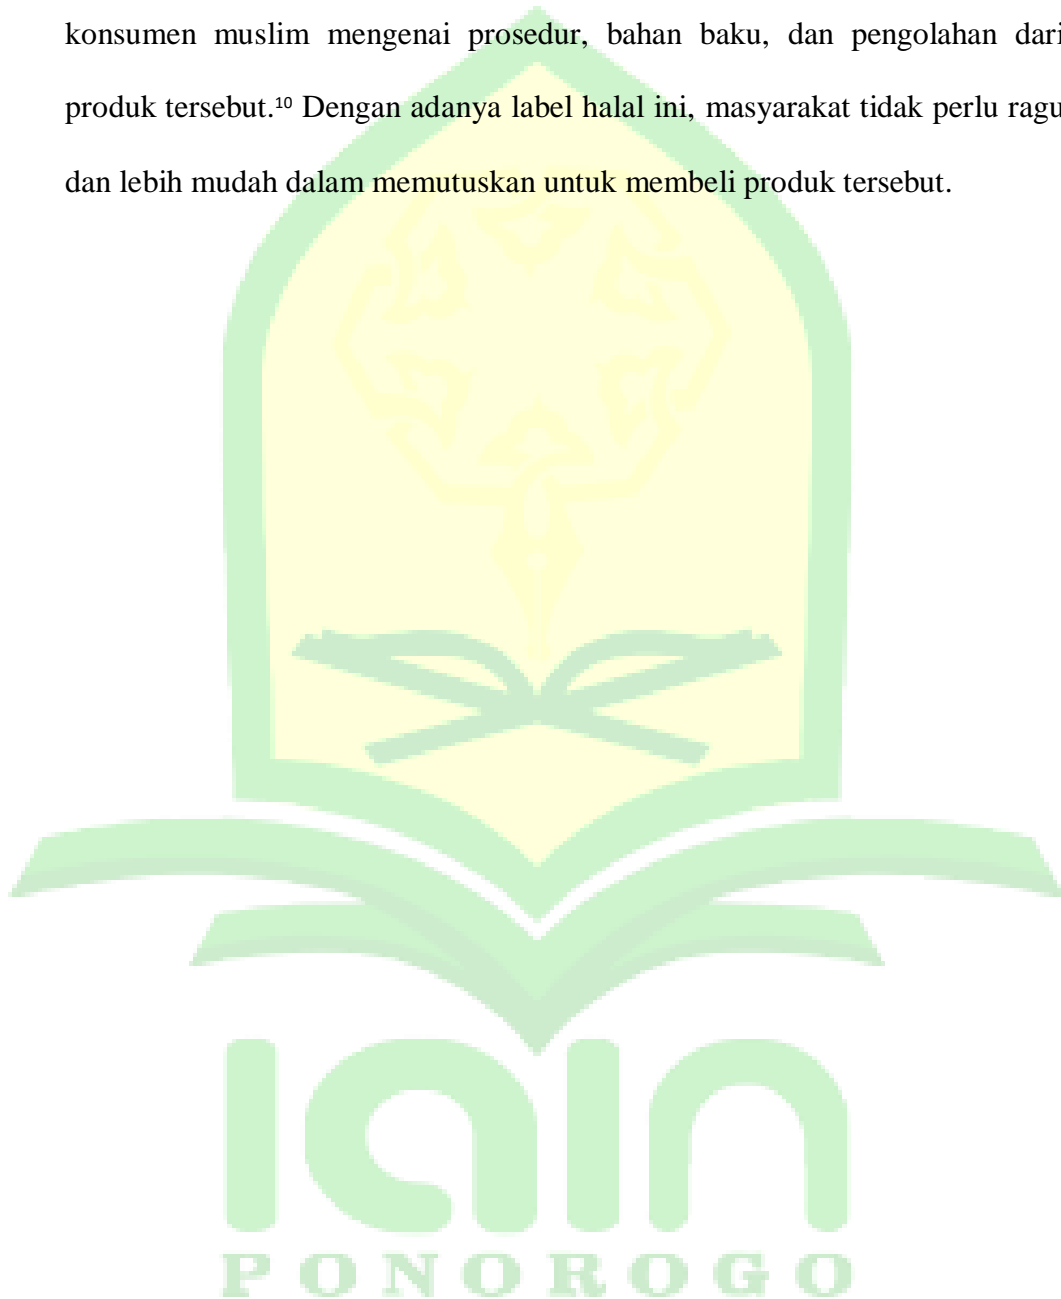 konsumen muslim mengenai prosedur, bahan baku, dan pengolahan dari
produk tersebut.¹⁰ Dengan adanya label halal ini, masyarakat tidak perlu ragu
dan lebih mudah dalam memutuskan untuk membeli produk tersebut.
iain
PONOROGO